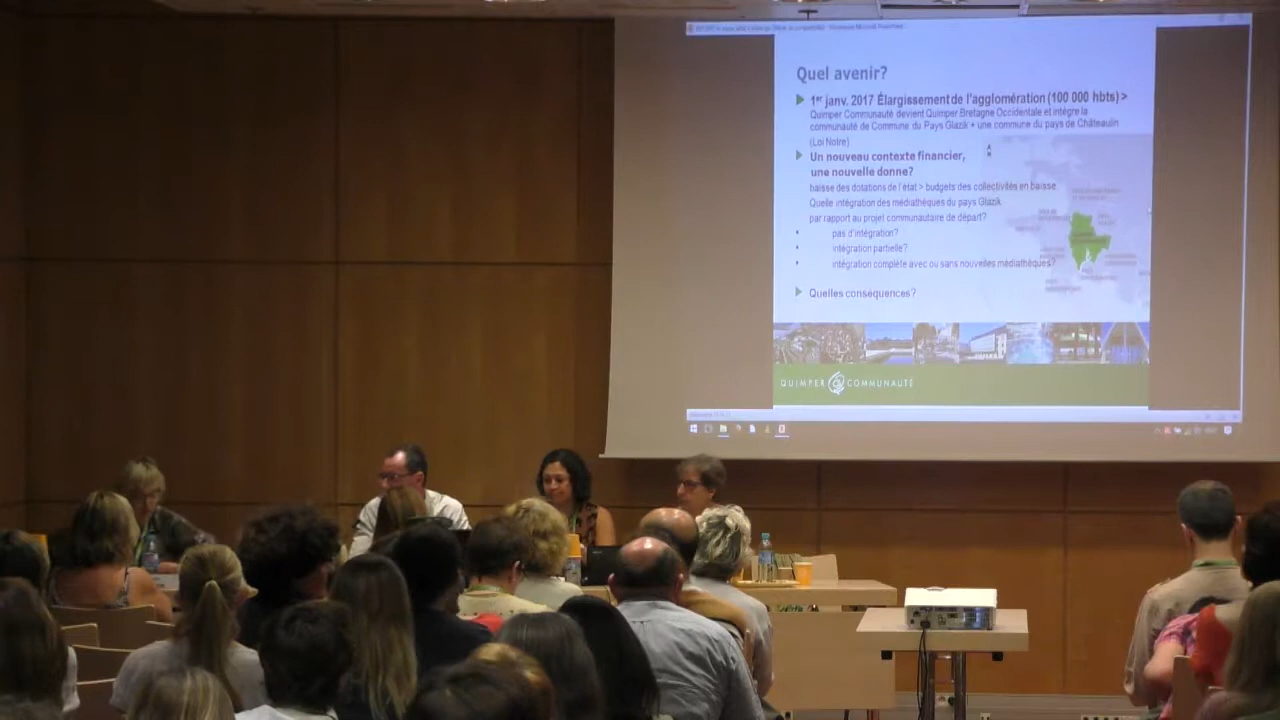 Quel avenir?
1er janv. 2017 Élargissement de l'agglomération (100 000 hbts) >
Quimper Communauté devient Quimper Bretagne Occidentale et intègre la
communauté de Commune du Pays Glazik + une commune du pays de Châteaulin
(Loi Notre)
Un nouveau contexte financier,
une nouvelle donne?
baisse des dotations de l'état > budgets des collectivités en baisse
Quelle intégration des médiathèques du pays Glazik
par rapport au projet communautaire de départ?
• pas d'intégration?
• intégration partielle?
• intégration complète avec ou sans nouvelles médiathèques?
Quelles conséquences?
QUIMPER COMMUNAUTÉ